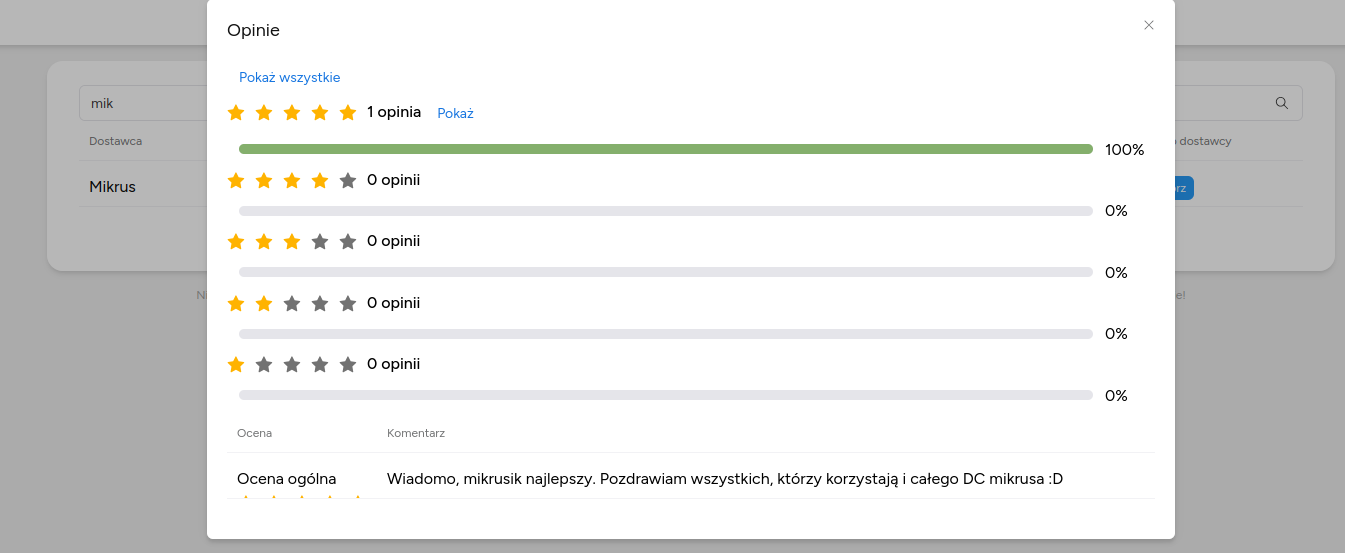 Opinie
Pokaż wszystkie
mik
1 opinia Pokaż
Dostawca
dostawcy
100%
0 opinii
Mikrus
rz
0%
0 opinii
0%
0 opinii
0%
0 opinii
0%
Ocena Komentarz
Ocena ogólna Wiadomo, mikrusik najlepszy. Pozdrawiam wszystkich, którzy korzystają i całego DC mikrusa :D